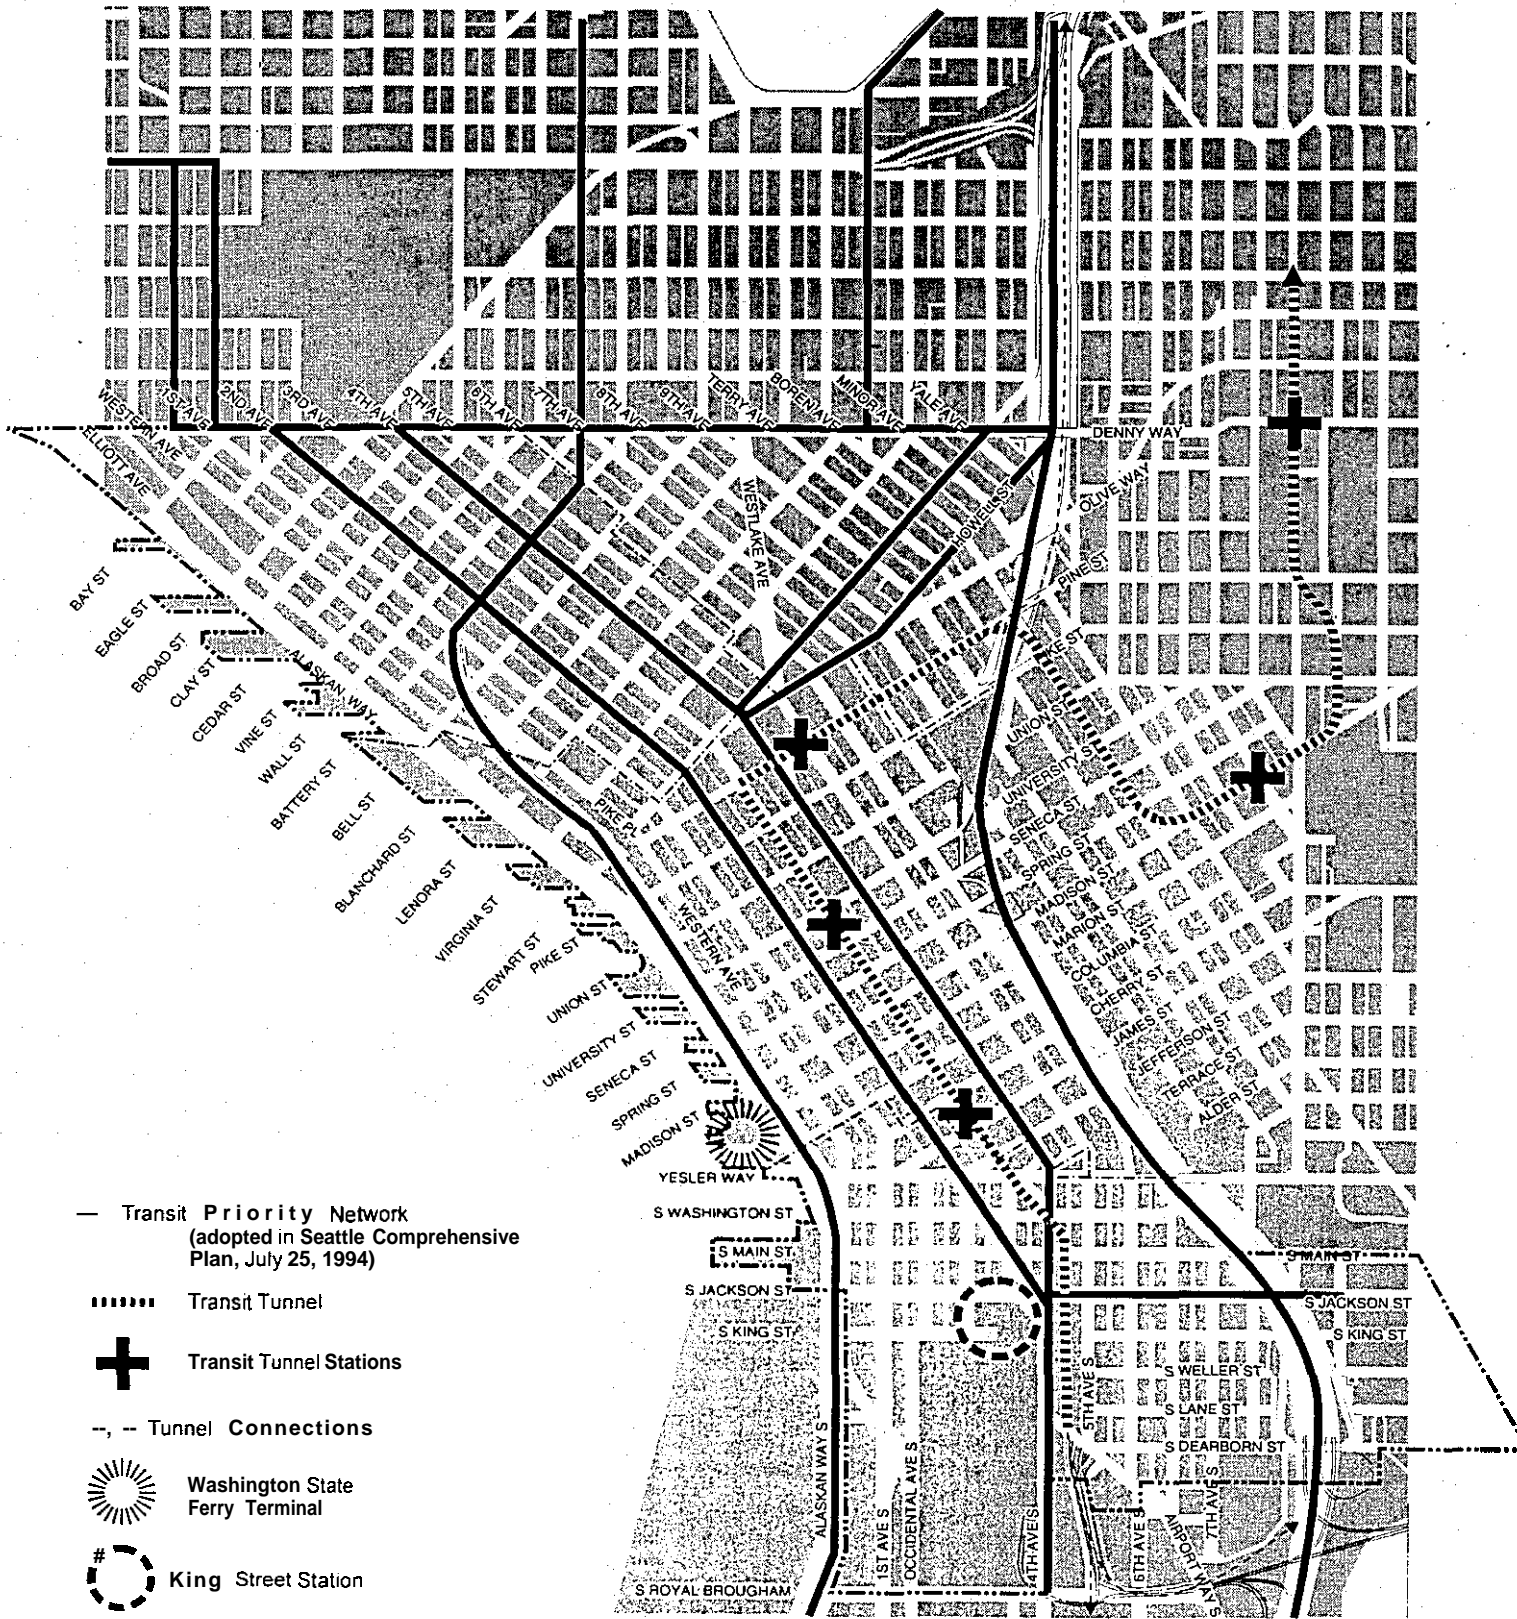 WESTERN AVE
1ST AVE
2ND AVE
3RD AVE
4TH AVE
5TH AVE
6TH AVE
7TH AVE
8TH AVE
9TH AVE
TERRY AVE
BOREN AVE
MINOR AVE
YALE AVE
ELLIOTT AVE
DENNY WAY
OLIVE WAY
HOWELL ST
WESTLAKE AVE
PINE ST
BAY ST
EAGLE ST
BROAD ST
CLAY ST
CEDAR ST
VINE ST
WALL ST
BATTERY ST
BELL ST
BLANCHARD ST
LENORA ST
VIRGINIA ST
STEWART ST
PIKE ST
UNION ST
UNIVERSITY ST
SENECA ST
SPRING ST
MADISON ST
ALASKAN WAY
PIKE PL
WESTERN AVE
UNION ST
UNIVERSITY ST
SENECA ST
SPRING ST
MADISON ST
MARION ST
COLUMBIA ST
CHERRY ST
JAMES ST
JEFFERSON ST
TERRACE ST
ALDER ST
YESLER WAY
S WASHINGTON ST
S MAIN ST
S JACKSON ST
S KING ST
S MAIN ST
S JACKSON ST
S KING ST
S WELLER ST
S LANE ST
S DEARBORN ST
5TH AVE S
ALASKAN WAY S
1ST AVE S
OCCIDENTAL AVE S
4TH AVE S
6TH AVE S
AIRPORT WAY S
7TH AVE S
S ROYAL BROUGHAM
Transit Priority Network
(adopted in Seattle Comprehensive
Plan, July 25, 1994)
Transit Tunnel
Transit Tunnel Stations
--, -- Tunnel Connections
Washington State
Ferry Terminal
#
King Street Station